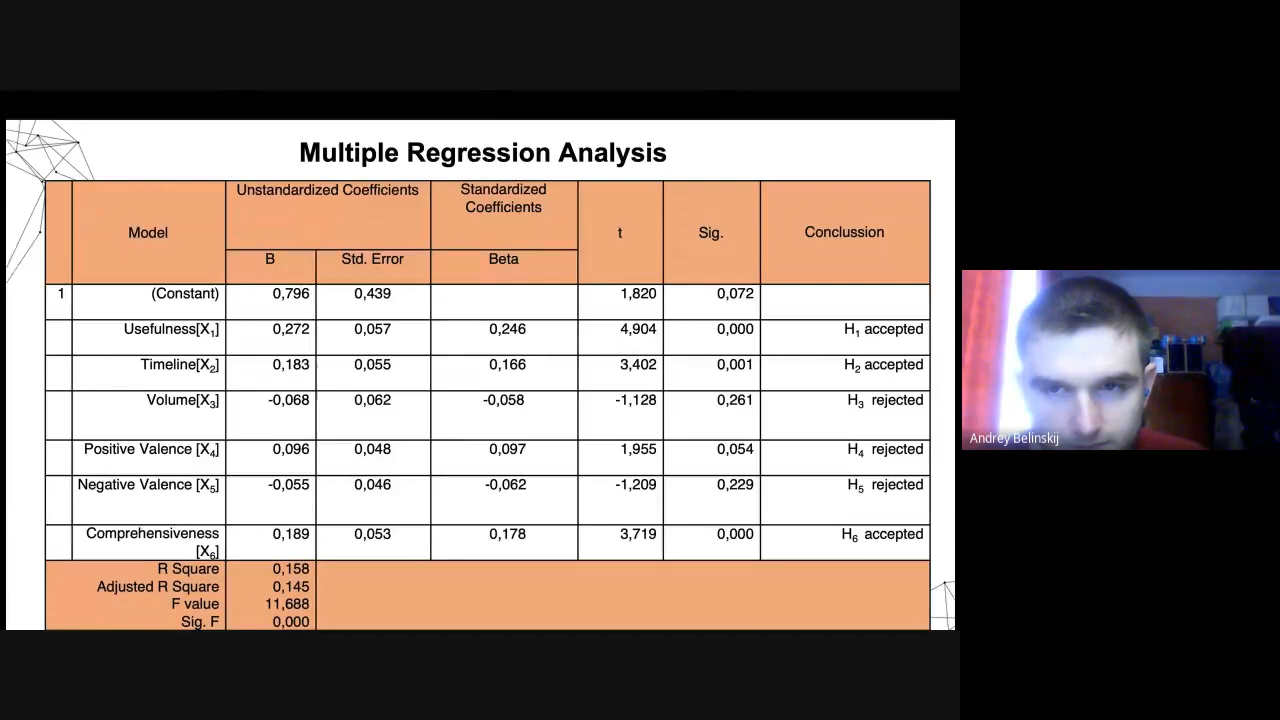 Multiple Regression Analysis
Model Unstandardized Coefficients Standardized Coefficients t Sig. Conclussion
B Std. Error Beta
1 (Constant) 0,796 0,439 1,820 0,072
Usefulness[X1] 0,272 0,057 0,246 4,904 0,000 H1 accepted
Timeline[X2] 0,183 0,055 0,166 3,402 0,001 H2 accepted
Volume[X3] -0,068 0,062 -0,058 -1,128 0,261 H3 rejected
Positive Valence [X4] 0,096 0,048 0,097 1,955 0,054 H4 rejected
Negative Valence [X5] -0,055 0,046 -0,062 -1,209 0,229 H5 rejected
Comprehensiveness [X6] 0,189 0,053 0,178 3,719 0,000 H6 accepted
R Square 0,158
Adjusted R Square 0,145
F value 11,688
Sig. F 0,000
Andrey Belinskij